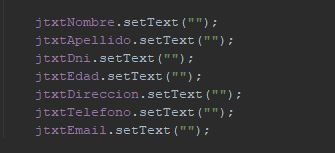 jtxtNombre.setText("");
jtxtApellido.setText("");
jtxtDni.setText("");
jtxtEdad.setText("");
jtxtDireccion.setText("");
jtxtTelefono.setText("");
jtxtEmail.setText("");